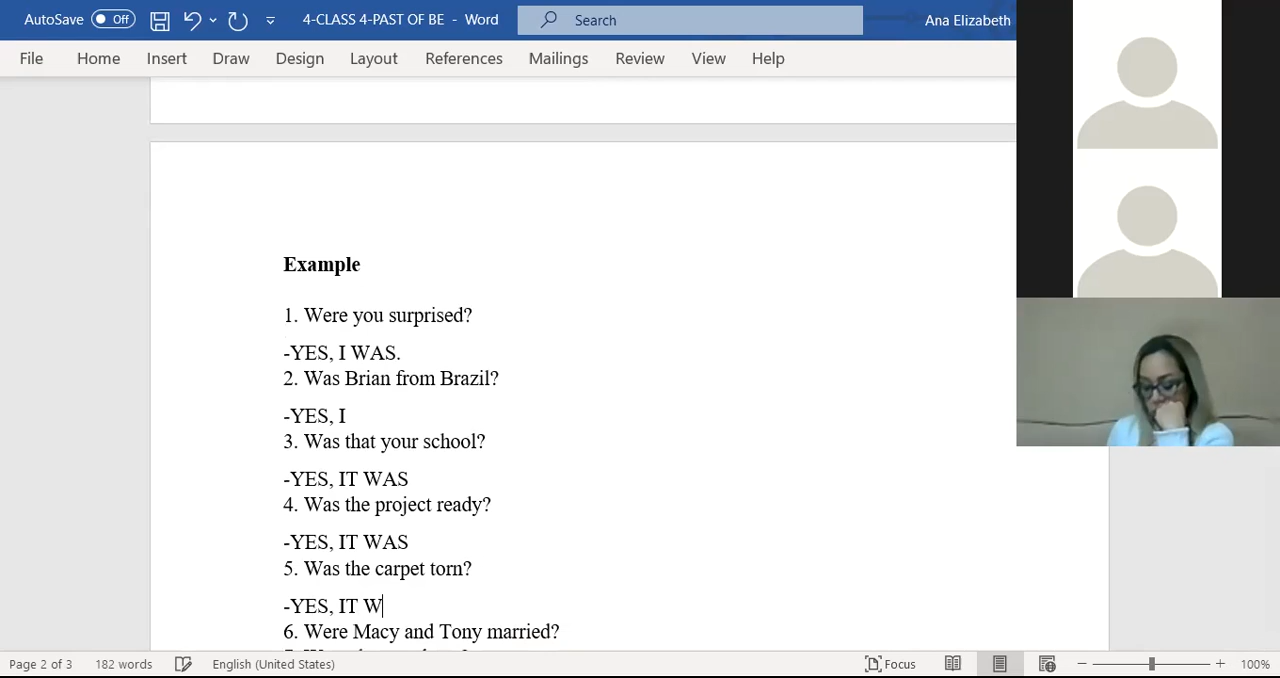 AutoSave Off 4-CLASS 4-PAST OF BE - Word Search Ana Elizabeth
File Home Insert Draw Design Layout References Mailings Review View Help
Example
1. Were you surprised?
-YES, I WAS.
2. Was Brian from Brazil?
-YES, I
3. Was that your school?
-YES, IT WAS
4. Was the project ready?
-YES, IT WAS
5. Was the carpet torn?
-YES, IT W
6. Were Macy and Tony married?
Page 2 of 3 182 words English (United States) Focus 100%